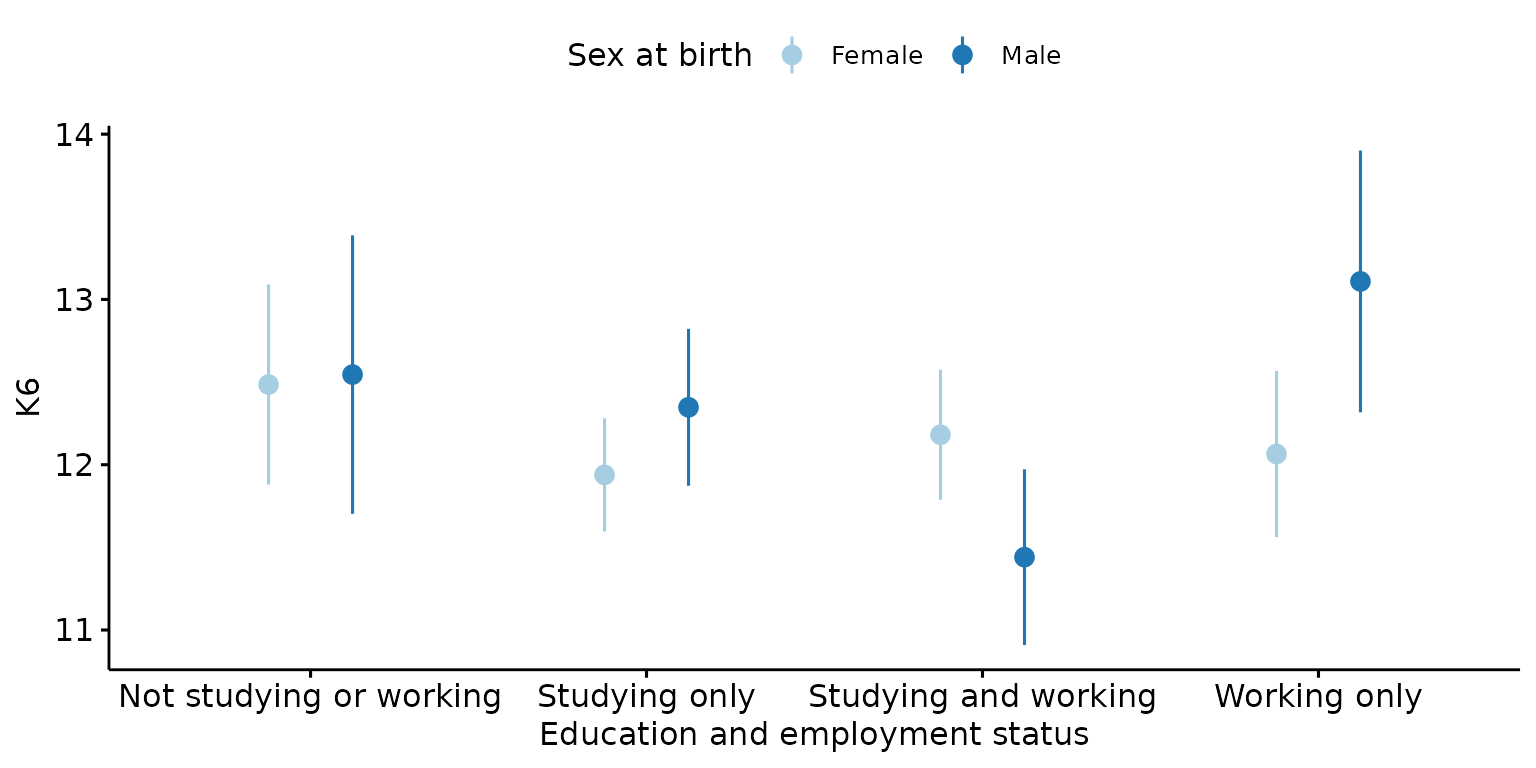 Sex at birth Female Male
14
13
12
11
K6
Not studying or working Studying only Studying and working Working only
Education and employment status